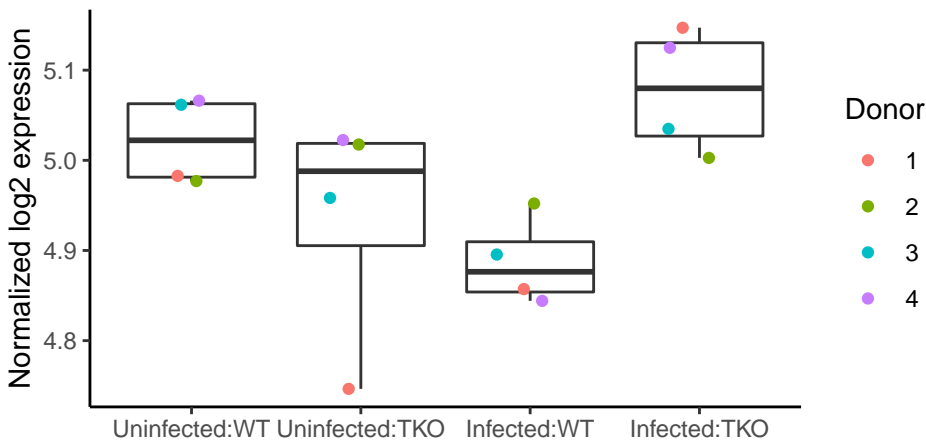 Normalized log2 expression
5.1
5.0
4.9
4.8
Uninfected:WT Uninfected:TKO Infected:WT Infected:TKO
Donor
1
2
3
4